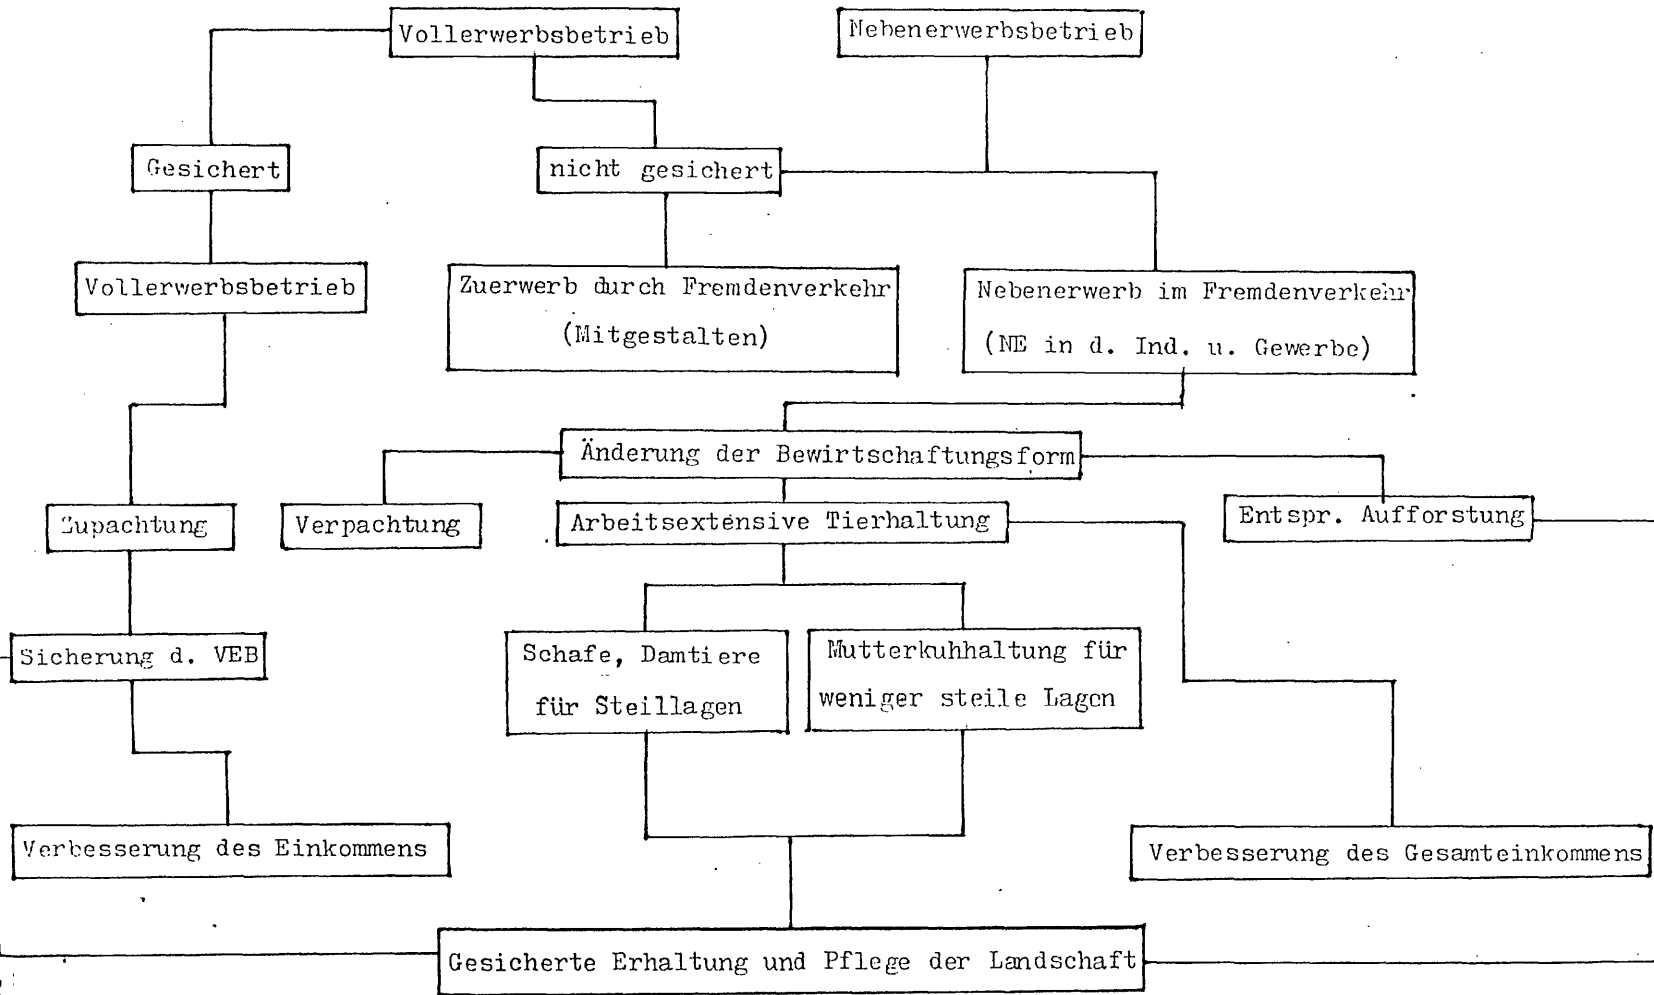 Vollerwerbsbetrieb
Nebenerwerbsbetrieb
Gesichert
nicht gesichert
Vollerwerbsbetrieb
Zuerwerb durch Fremdenverkehr
(Mitgestalten)
Nebenerwerb im Fremdenverkehr
(NE in d. Ind. u. Gewerbe)
Änderung der Bewirtschaftungsform
Zupachtung
Verpachtung
Arbeitsextensive Tierhaltung
Entspr. Aufforstung
Sicherung d. VEB
Schafe, Damtiere
für Steillagen
Mutterkuhhaltung für
weniger steile Lagen
Verbesserung des Einkommens
Verbesserung des Gesamteinkommens
Gesicherte Erhaltung und Pflege der Landschaft